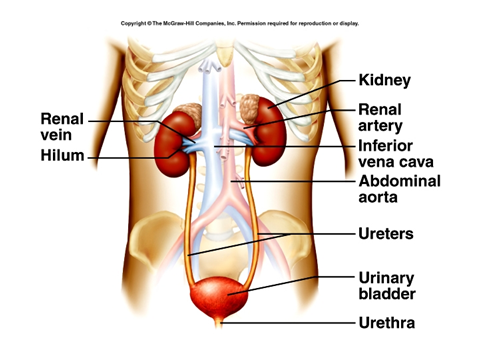 Copyright © The McGraw-Hill Companies, Inc. Permission required for reproduction or display.
Kidney
Renal
artery
Inferior
vena cava
Abdominal
aorta
Ureters
Urinary
bladder
Urethra
Renal
vein
Hilum